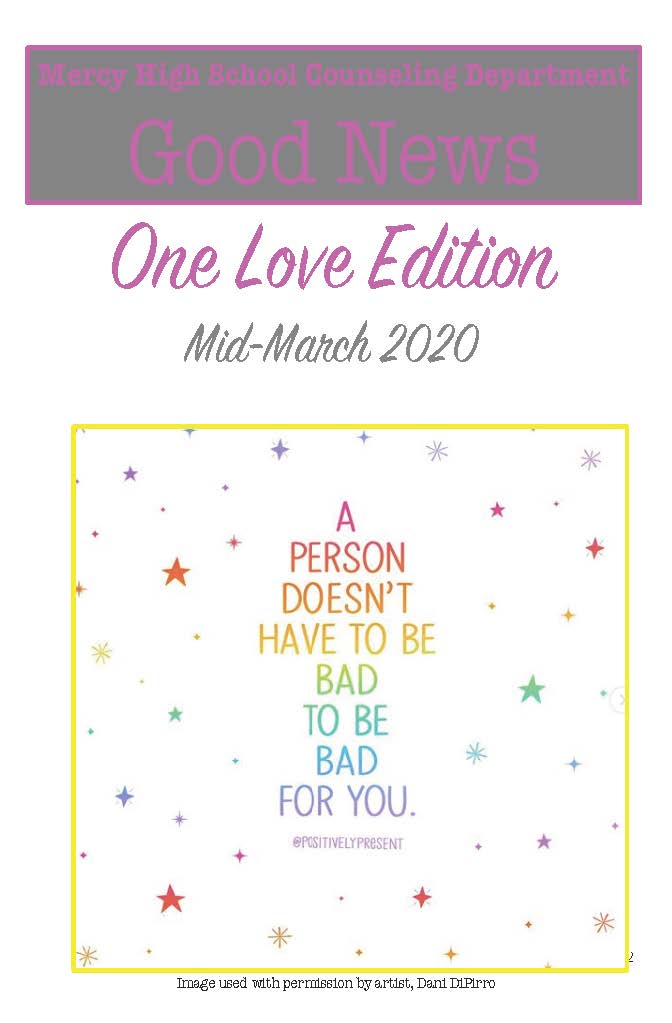 Mercy High School Counseling Department
Good News
One Love Edition
Mid-March 2020
A
PERSON
DOESN'T
HAVE TO BE
BAD
TO BE
BAD
FOR YOU.
@POSITIVELYPRESENT
2
Image used with permission by artist, Dani DiPirro